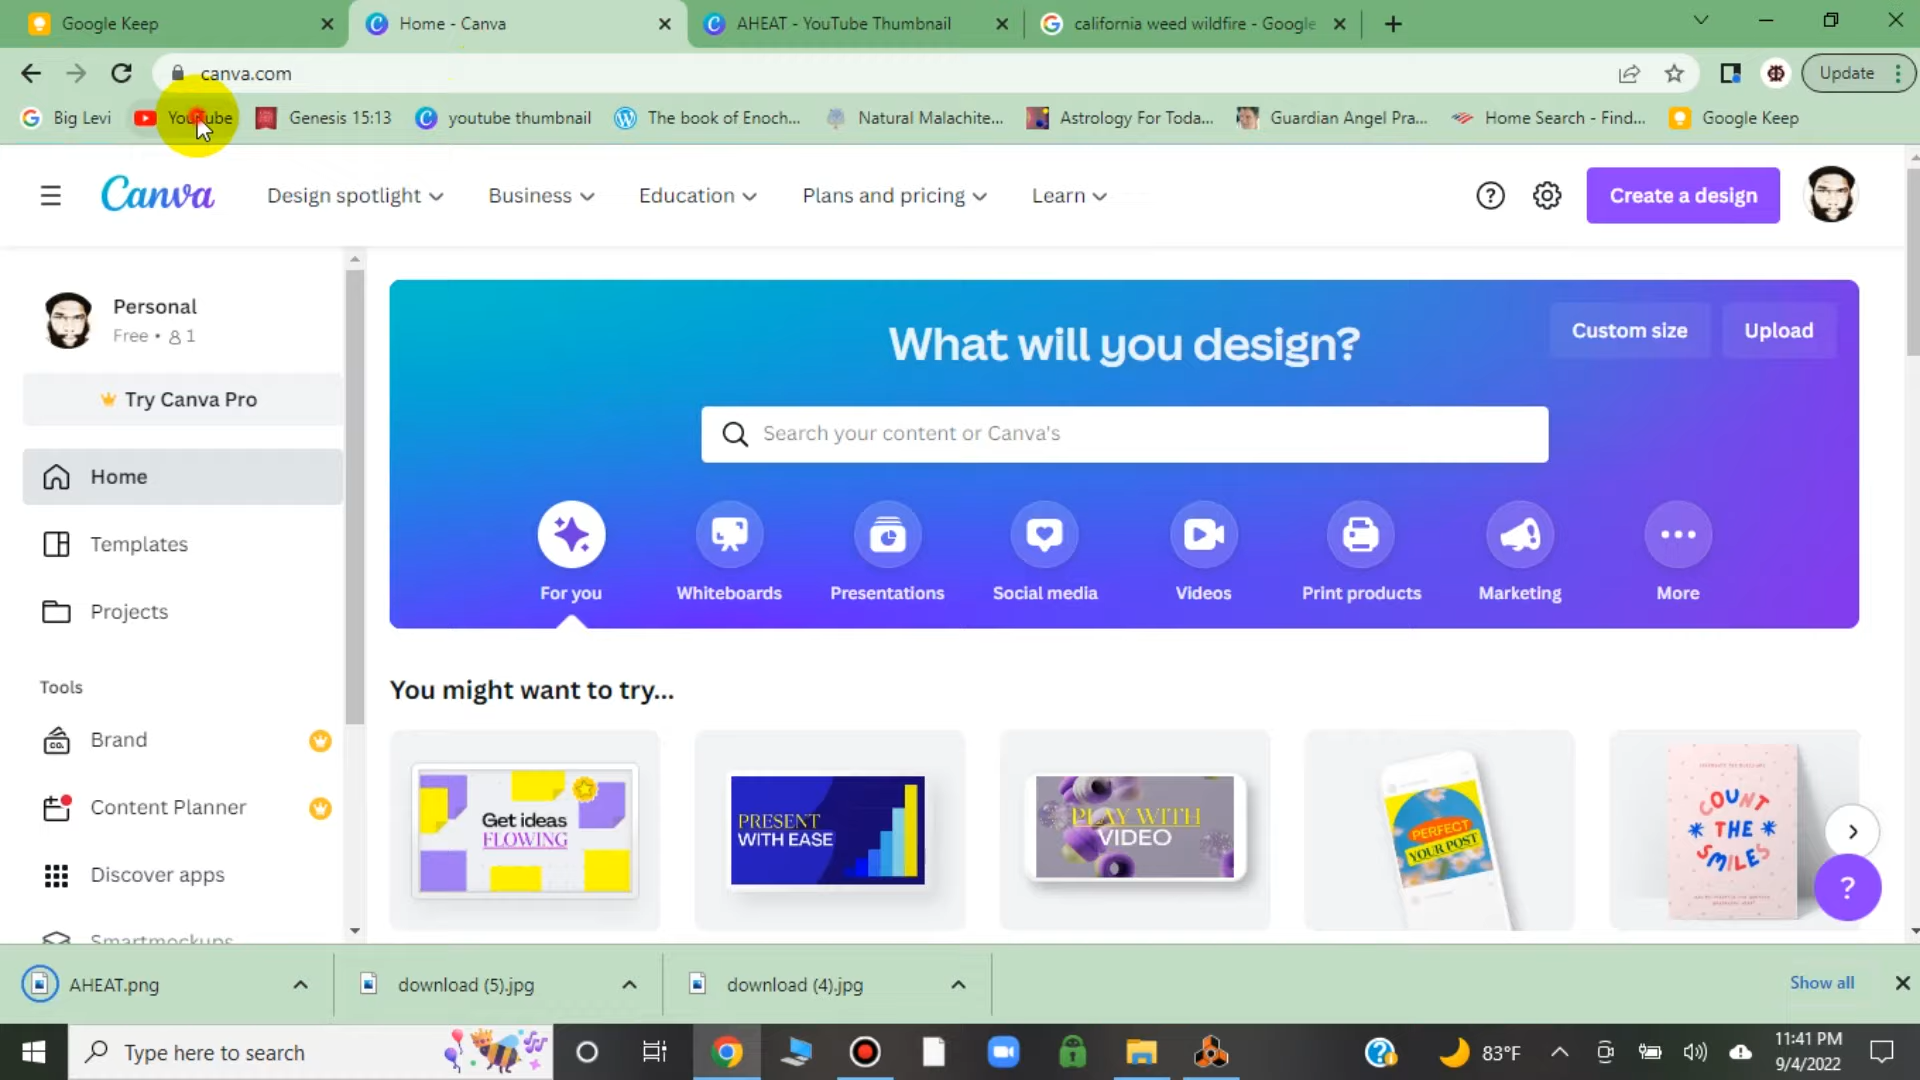 Google Keep
Home - Canva
AHEAT - YouTube Thumbnail
california weed wildfire - Google
canva.com
Update
Big Levi
YouTube
Genesis 15:13
youtube thumbnail
The book of Enoch...
Natural Malachite...
Astrology For Toda...
Guardian Angel Pra...
Home Search - Find...
Google Keep
Canva
Design spotlight
Business
Education
Plans and pricing
Learn
Create a design
Personal
Free • 1
Try Canva Pro
Home
Templates
Projects
Tools
Brand
Content Planner
Discover apps
Smartmockups
What will you design?
Custom size
Upload
Search your content or Canva's
For you
Whiteboards
Presentations
Social media
Videos
Print products
Marketing
More
You might want to try...
Get ideas
FLOWING
PRESENT
WITH EASE
PLAY WITH
VIDEO
PERFECT
YOUR POST
COUNT
* THE *
SMILES
?
AHEAT.png
download (5).jpg
download (4).jpg
Show all
Type here to search
83°F
11:41 PM
9/4/2022